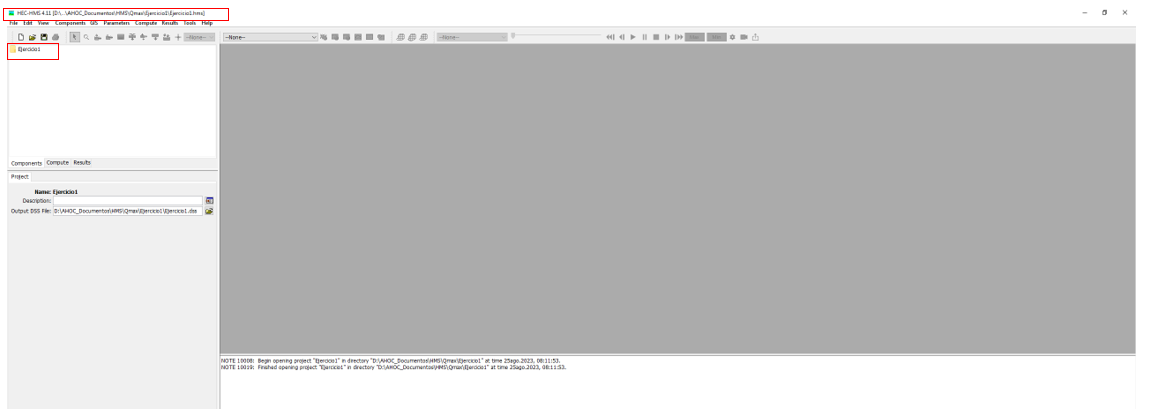 HEC-HMS 4.11 [D:\...\AHOC_Documentos\HMS\Qmax\Ejercicio1\Ejercicio1.hms]
File Edit View Components GIS Parameters Compute Results Tools Help
--None-- --None-- --None--
Ejercicio1
Components Compute Results
Project
Name: Ejercicio1
Description:
Output DSS File: D:\AHOC_Documentos\HMS\Qmax\Ejercicio1\Ejercicio1.dss
NOTE 10008: Begin opening project "Ejercicio1" in directory "D:\AHOC_Documentos\HMS\Qmax\Ejercicio1" at time 25ago.2023, 08:11:53.
NOTE 10019: Finished opening project "Ejercicio1" in directory "D:\AHOC_Documentos\HMS\Qmax\Ejercicio1" at time 25ago.2023, 08:11:53.